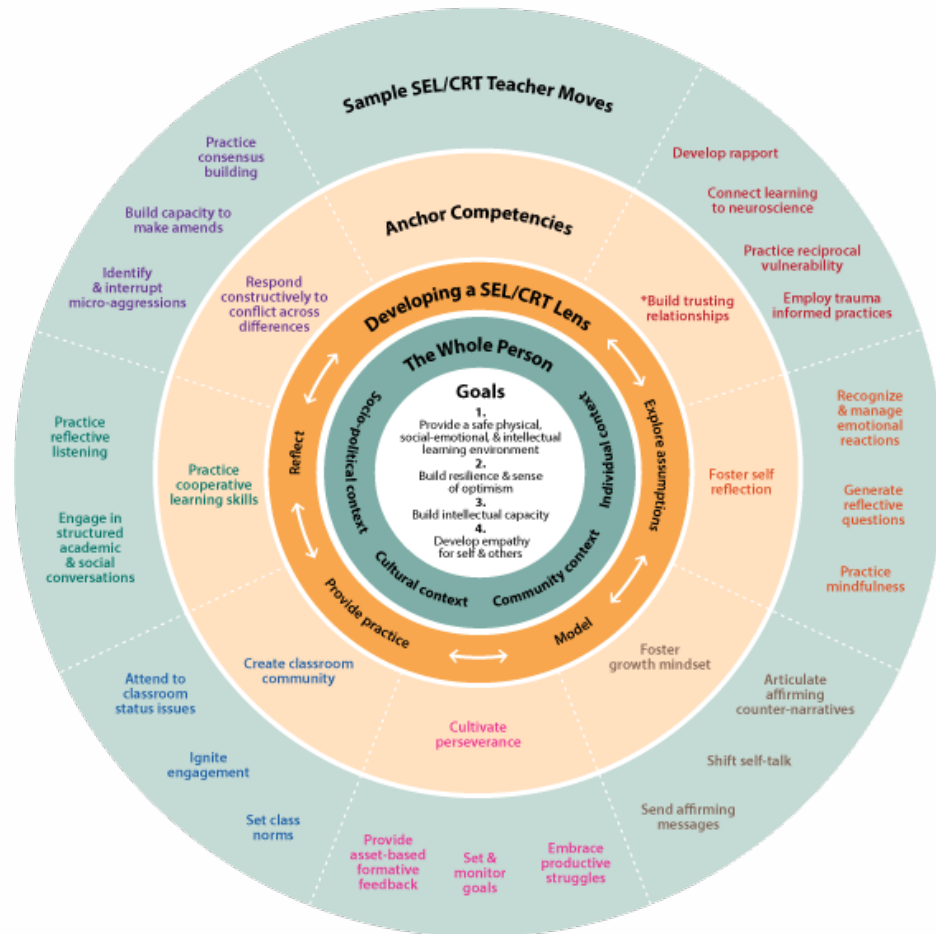 Sample SEL/CRT Teacher Moves
Develop rapport
Connect learning
to neuroscience
Practice reciprocal
vulnerability
Employ trauma
informed practices
Recognize
& manage
emotional
reactions
Generate
reflective
questions
Practice
mindfulness
Articulate
affirming
counter-narratives
Shift self-talk
Send affirming
messages
Embrace
productive
struggles
Set &
monitor
goals
Provide
asset-based
formative
feedback
Set class
norms
Ignite
engagement
Attend to
classroom
status issues
Engage in
structured
academic
& social
conversations
Practice
reflective
listening
Identify
& interrupt
micro-aggressions
Build capacity to
make amends
Practice
consensus
building
Anchor Competencies
*Build trusting
relationships
Foster self
reflection
Foster
growth mindset
Cultivate
perseverance
Create classroom
community
Practice
cooperative
learning skills
Respond
constructively to
conflict across
differences
Developing a SEL/CRT Lens
Explore assumptions
Model
Provide practice
Reflect
The Whole Person
Individual context
Community context
Cultural context
Socio-political context
Goals
1.
Provide a safe physical,
social-emotional, & intellectual
learning environment
2.
Build resilience & sense
of optimism
3.
Build intellectual capacity
4.
Develop empathy
for self & others